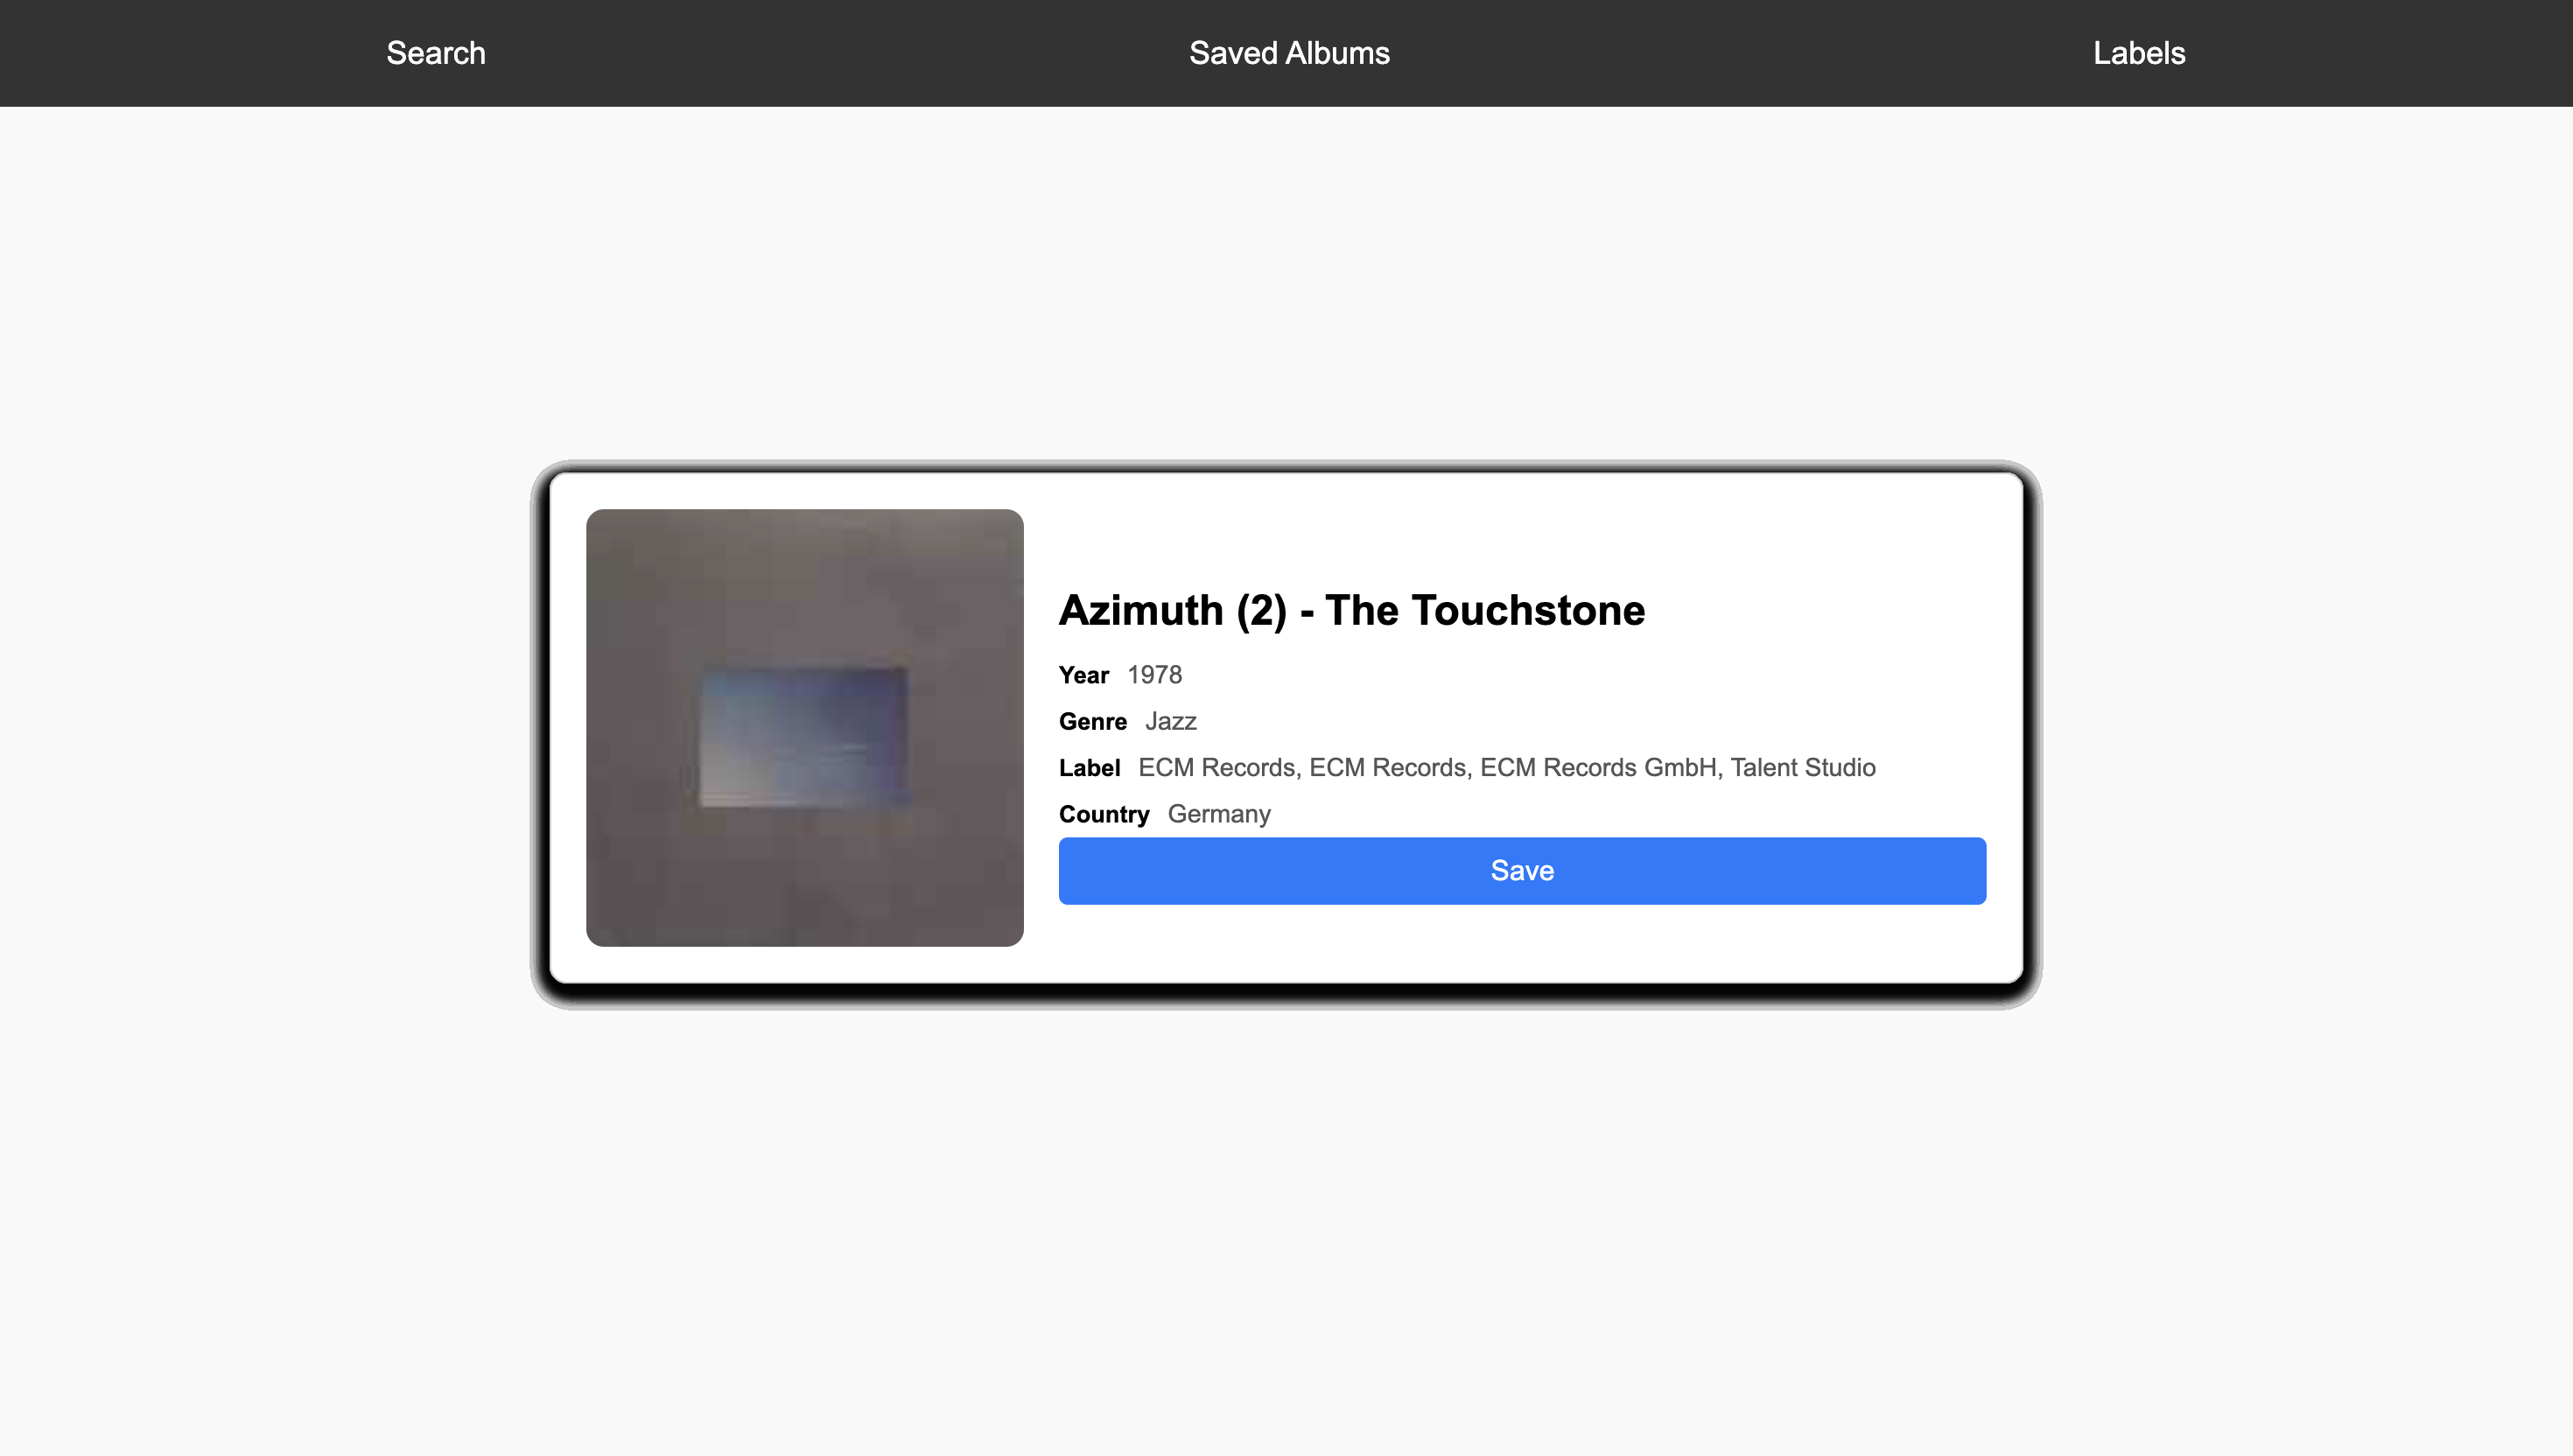 Search Saved Albums Labels
Azimuth (2) - The Touchstone
Year 1978
Genre Jazz
Label ECM Records, ECM Records, ECM Records GmbH, Talent Studio
Country Germany
Save